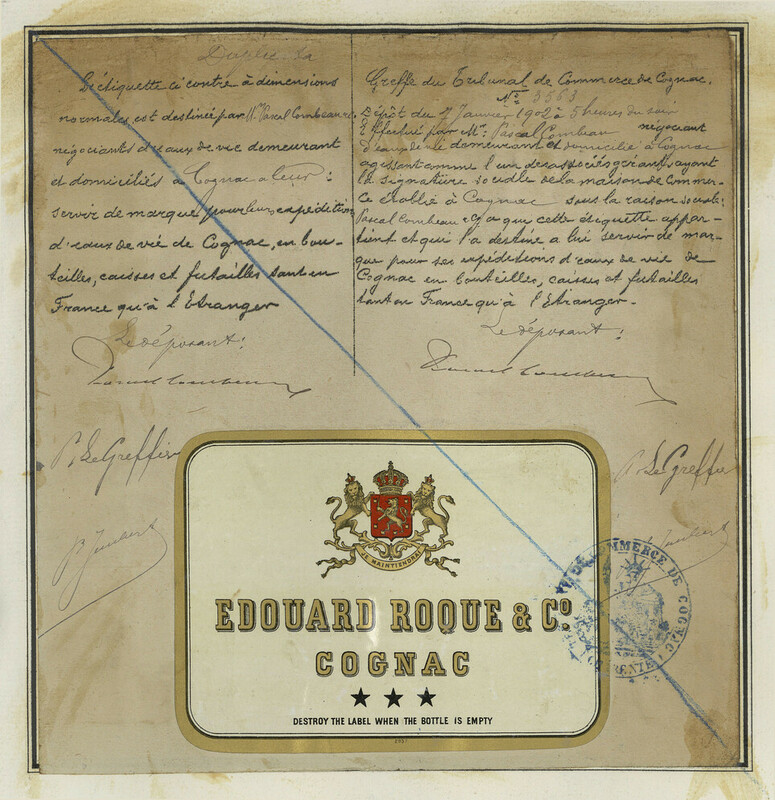 L'étiquette ci contre à dimensions
normales est destinée par Mrs Pascal Combeau
négociants d'eaux de vie demeurant
et domiciliés à Cognac à leur
servir de marque pour leurs expéditions
d'eaux de vie de Cognac, en bou-
teilles, caisses et futailles tant en
France qu'à l'Etranger
Le déposant:
P. Le Greffier
Greffe du Tribunal de Commerce de Cognac.
No 3563
Dépôt du 7 Janvier 1902 à 5 heures du soir
Effectué par Mr. Pascal Combeau négociant
d'eaux de vie demeurant et domicilié à Cognac
agissant comme l'un des associés gérants, ayant
la signature sociale de la maison de commer-
ce établie à Cognac sous la raison sociale:
Pascal Combeau & Cie à qui cette étiquette appar-
tient et qui l'a destiné à lui servir de mar-
que pour ses expéditions d'eaux de vie de
Cognac en bouteilles, caisses et futailles
tant en France qu'à l'Etranger-
Le déposant:
P. Le Greffier
JE MAINTIENDRAI
EDOUARD ROQUE & Co
COGNAC
DESTROY THE LABEL WHEN THE BOTTLE IS EMPTY
COMMERCE DE COGNAC